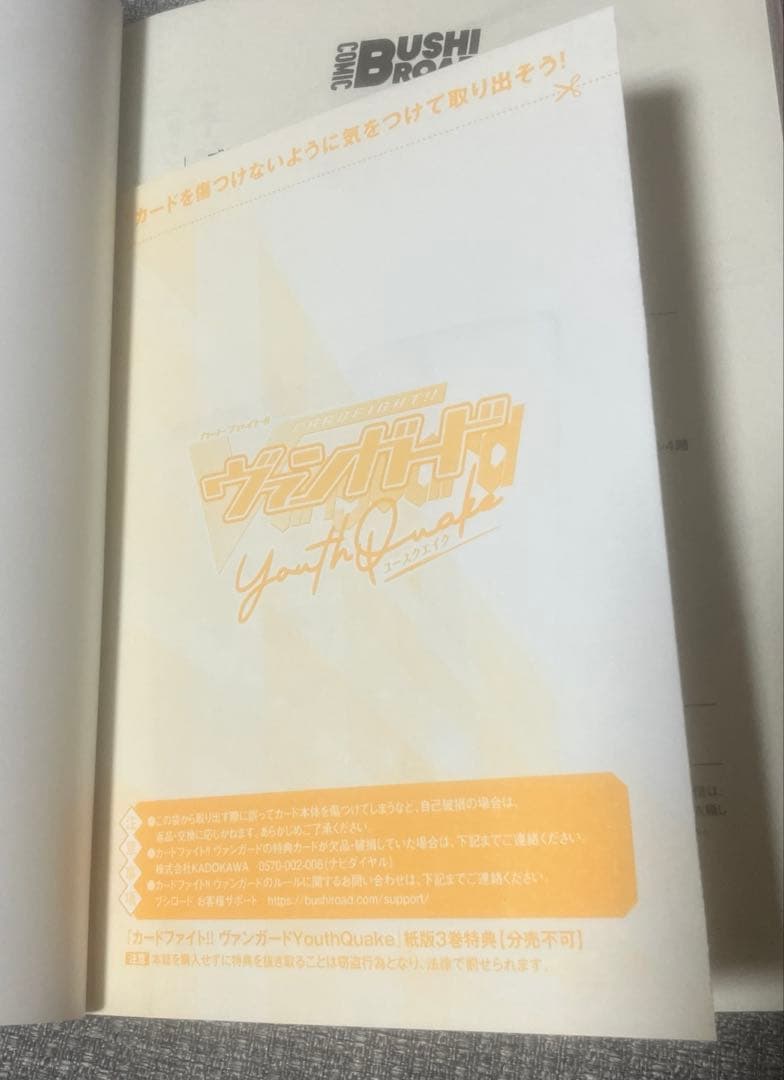 COMIC
BUSHI
ROAD
カードを傷つけないように気をつけて取り出そう!
カードファイト!!
ヴァンガード
YouthQuake
ユースクエイク
注意事項
●この袋から取り出す際に誤ってカード本体を傷つけてしまうなど、自己破損の場合は、
返品・交換に応じかねます。あらかじめご了承ください。
●カードファイト!! ヴァンガードの特典カードが欠品・破損していた場合は、下記までご連絡ください。
株式会社KADOKAWA 0570-002-008(ナビダイヤル)
●カードファイト!! ヴァンガードのルールに関するお問い合わせは、下記までご連絡ください。
ブシロード お客様サポート https://bushiroad.com/support/
「カードファイト!! ヴァンガードYouthQuake」紙版3巻特典【分売不可】
注意 本誌を購入せずに特典を抜き取ることは窃盗行為となり、法律で罰せられます。
4階